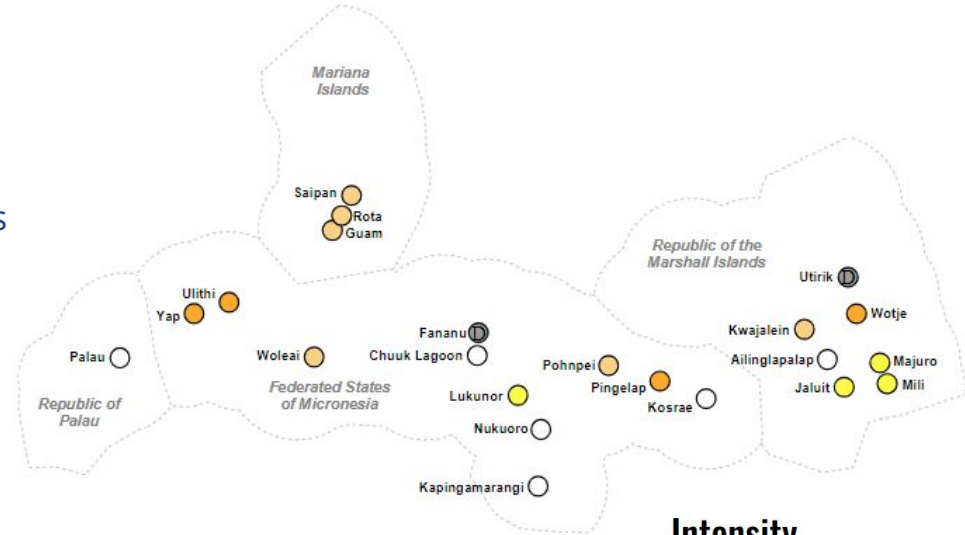 Mariana
Islands
Saipan
Rota
Guam
s
Republic of the
Marshall Islands
Utirik D
Ulithi
Yap
Wotje
Fananu D
Kwajalein
Palau
Woleai
Chuuk Lagoon
Ailinglapalap
Majuro
Pohnpei
Pingelap
Jaluit
Mili
Federated States
of Micronesia
Lukunor
Kosrae
Republic of
Palau
Nukuoro
Kapingamarangi
Intensity